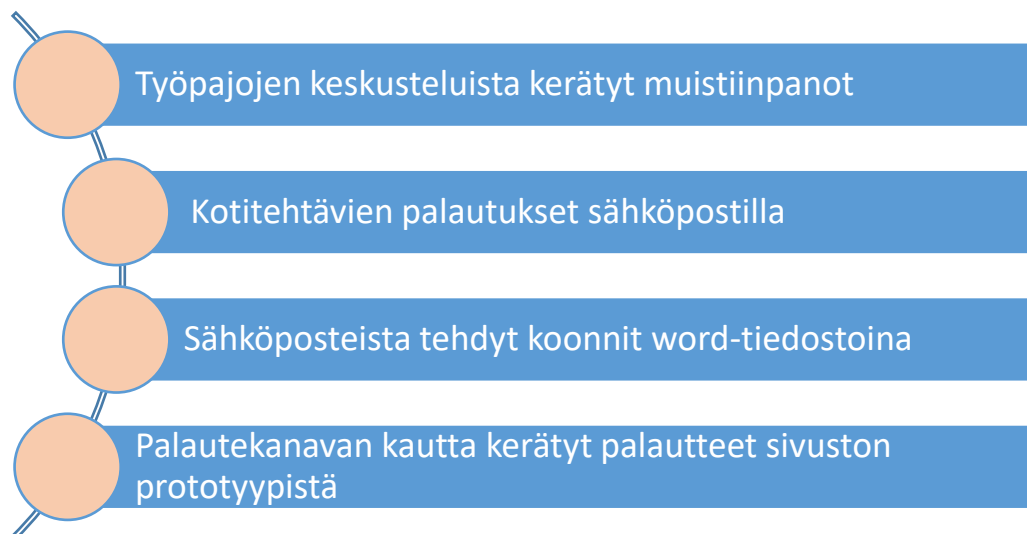 Työpajojen keskusteluista kerätyt muistiinpanot
Kotitehtävien palautukset sähköpostilla
Sähköposteista tehdyt koonnit word-tiedostoina
Palautekanavan kautta kerätyt palautteet sivuston
prototyypistä